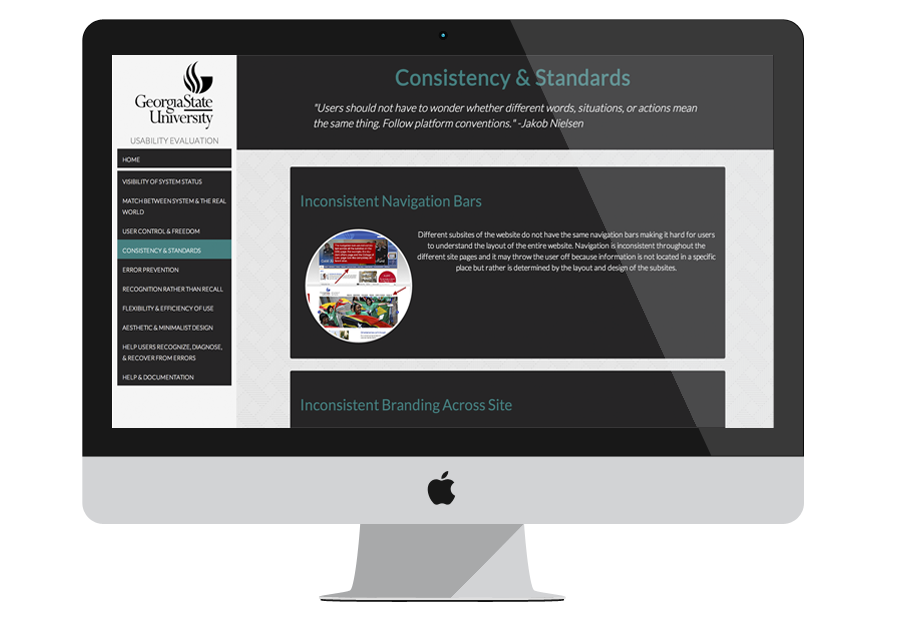 GeorgiaState
University
USABILITY EVALUATION
HOME
VISIBILITY OF SYSTEM STATUS
MATCH BETWEEN SYSTEM & THE REAL
WORLD
USER CONTROL & FREEDOM
CONSISTENCY & STANDARDS
ERROR PREVENTION
RECOGNITION RATHER THAN RECALL
FLEXIBILITY & EFFICIENCY OF USE
AESTHETIC & MINIMALIST DESIGN
HELP USERS RECOGNIZE, DIAGNOSE,
& RECOVER FROM ERRORS
HELP & DOCUMENTATION
Consistency & Standards
"Users should not have to wonder whether different words, situations, or actions mean
the same thing. Follow platform conventions." -Jakob Nielsen
Inconsistent Navigation Bars
Different subsites of the website do not have the same navigation bars making it hard for users
to understand the layout of the entire website. Navigation is inconsistent throughout the
different site pages and it may throw the user off because information is not located in a specific
place but rather is determined by the layout and design of the subsites.
Inconsistent Branding Across Site